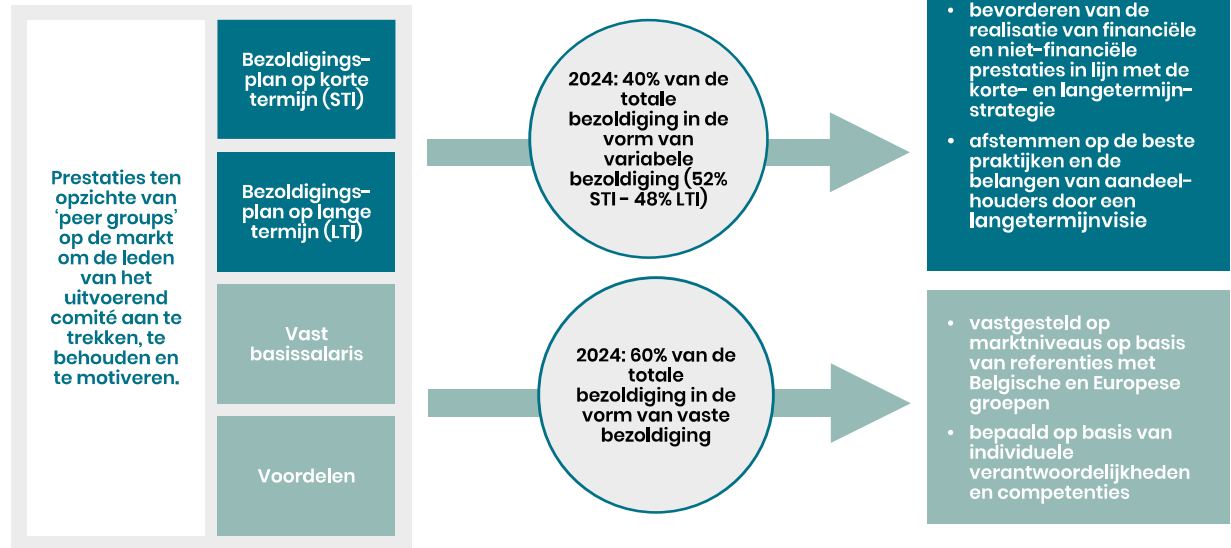 Prestaties ten
opzichte van
‘peer groups’
op de markt
om de leden
van het
uitvoerend
comité aan te
trekken, te
behouden en
te motiveren.
Bezoldigings-
plan op korte
termijn (STI)
Bezoldigings-
plan op lange
termijn (LTI)
Vast
basissalaris
Voordelen
2024: 40% van de
totale
bezoldiging in de
vorm van
variabele
bezoldiging (52%
STI - 48% LTI)
2024: 60% van de
totale
bezoldiging in de
vorm van vaste
bezoldiging
• bevorderen van de
realisatie van financiële
en niet-financiële
prestaties in lijn met de
korte- en langetermijn-
strategie
• afstemmen op de beste
praktijken en de
belangen van aandeel-
houders door een
langetermijnvisie
• vastgesteld op
marktniveaus op basis
van referenties met
Belgische en Europese
groepen
• bepaald op basis van
individuele
verantwoordelijkheden
en competenties